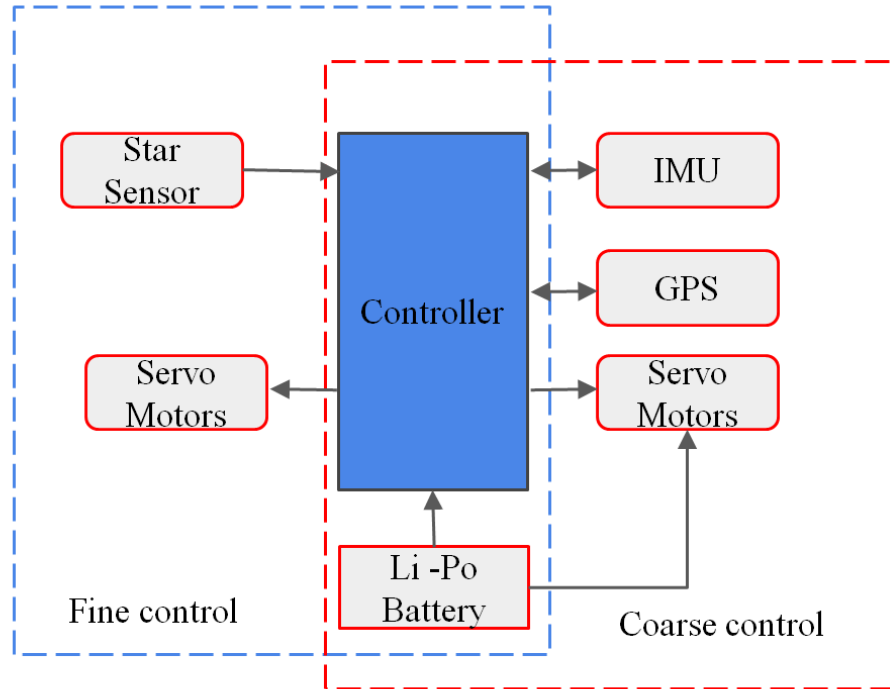 Star
Sensor
IMU
GPS
Controller
Servo
Motors
Servo
Motors
Li -Po
Battery
Fine control
Coarse control